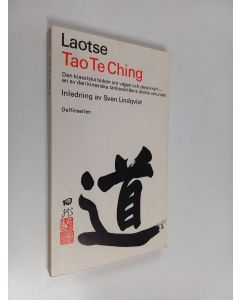 Laotse
Tao Te Ching
Den klassiska boken om vägen och dess kraft –
en av den kinesiska tankevärldens äldsta urkunder
Inledning av Sven Lindqvist
Delfinserien
道